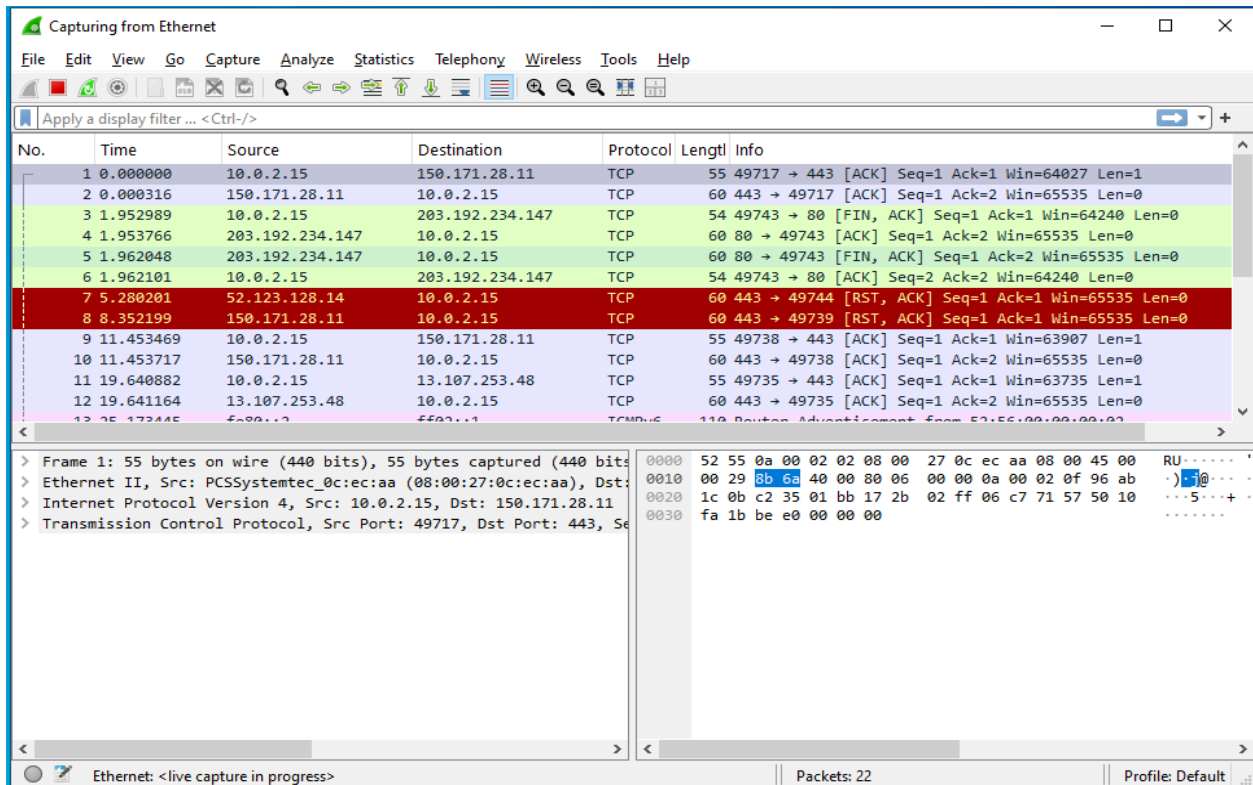 Capturing from Ethernet
File Edit View Go Capture Analyze Statistics Telephony Wireless Tools Help
Apply a display filter ... <Ctrl-/>
No. Time Source Destination Protocol Lengtl Info
1 0.000000 10.0.2.15 150.171.28.11 TCP 55 49717 → 443 [ACK] Seq=1 Ack=1 Win=64027 Len=1
2 0.000316 150.171.28.11 10.0.2.15 TCP 60 443 → 49717 [ACK] Seq=1 Ack=2 Win=65535 Len=0
3 1.952989 10.0.2.15 203.192.234.147 TCP 54 49743 → 80 [FIN, ACK] Seq=1 Ack=1 Win=64240 Len=0
4 1.953766 203.192.234.147 10.0.2.15 TCP 60 80 → 49743 [ACK] Seq=1 Ack=2 Win=65535 Len=0
5 1.962048 203.192.234.147 10.0.2.15 TCP 60 80 → 49743 [FIN, ACK] Seq=1 Ack=2 Win=65535 Len=0
6 1.962101 10.0.2.15 203.192.234.147 TCP 54 49743 → 80 [ACK] Seq=2 Ack=2 Win=64240 Len=0
7 5.280201 52.123.128.14 10.0.2.15 TCP 60 443 → 49744 [RST, ACK] Seq=1 Ack=1 Win=65535 Len=0
8 8.352199 150.171.28.11 10.0.2.15 TCP 60 443 → 49739 [RST, ACK] Seq=1 Ack=1 Win=65535 Len=0
9 11.453469 10.0.2.15 150.171.28.11 TCP 55 49738 → 443 [ACK] Seq=1 Ack=1 Win=63907 Len=1
10 11.453717 150.171.28.11 10.0.2.15 TCP 60 443 → 49738 [ACK] Seq=1 Ack=2 Win=65535 Len=0
11 19.640882 10.0.2.15 13.107.253.48 TCP 55 49735 → 443 [ACK] Seq=1 Ack=1 Win=63735 Len=1
12 19.641164 13.107.253.48 10.0.2.15 TCP 60 443 → 49735 [ACK] Seq=1 Ack=2 Win=65535 Len=0
13 25.173445 fe80::2 ff02::1 ICMPv6 110 Router Advertisement from 52:56:00:00:00:02
Frame 1: 55 bytes on wire (440 bits), 55 bytes captured (440 bits
Ethernet II, Src: PCSSystemtec_0c:ec:aa (08:00:27:0c:ec:aa), Dst:
Internet Protocol Version 4, Src: 10.0.2.15, Dst: 150.171.28.11
Transmission Control Protocol, Src Port: 49717, Dst Port: 443, Se
0000 52 55 0a 00 02 02 08 00 27 0c ec aa 08 00 45 00 RU······ '
0010 00 29 8b 6a 40 00 80 06 00 00 0a 00 02 0f 96 ab ·)·j@··· ·
0020 1c 0b c2 35 01 bb 17 2b 02 ff 06 c7 71 57 50 10 ···5···+ ·
0030 fa 1b be e0 00 00 00 ·······
Ethernet: <live capture in progress> Packets: 22 Profile: Default